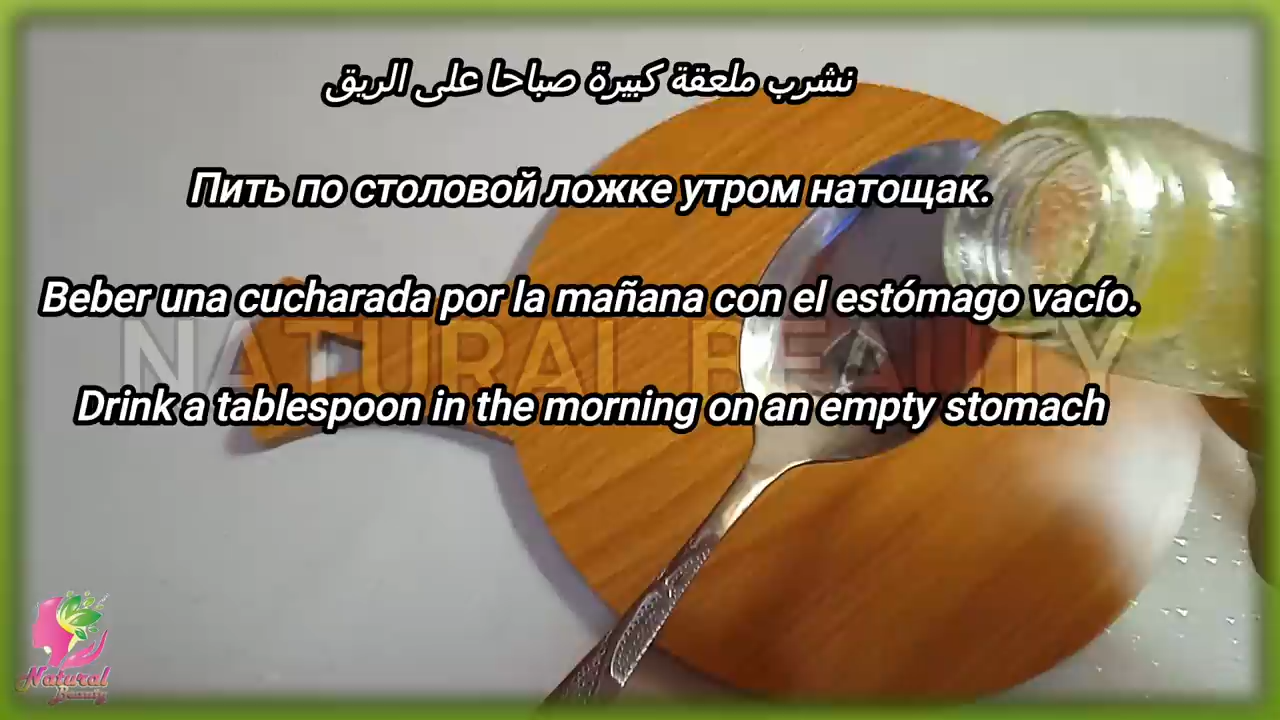 نشرب ملعقة كبيرة صباحا على الريق
Пить по столовой ложке утром натощак.
Beber una cucharada por la mañana con el estómago vacío.
NATURAL BEAUTY
Drink a tablespoon in the morning on an empty stomach
Natural
Beauty